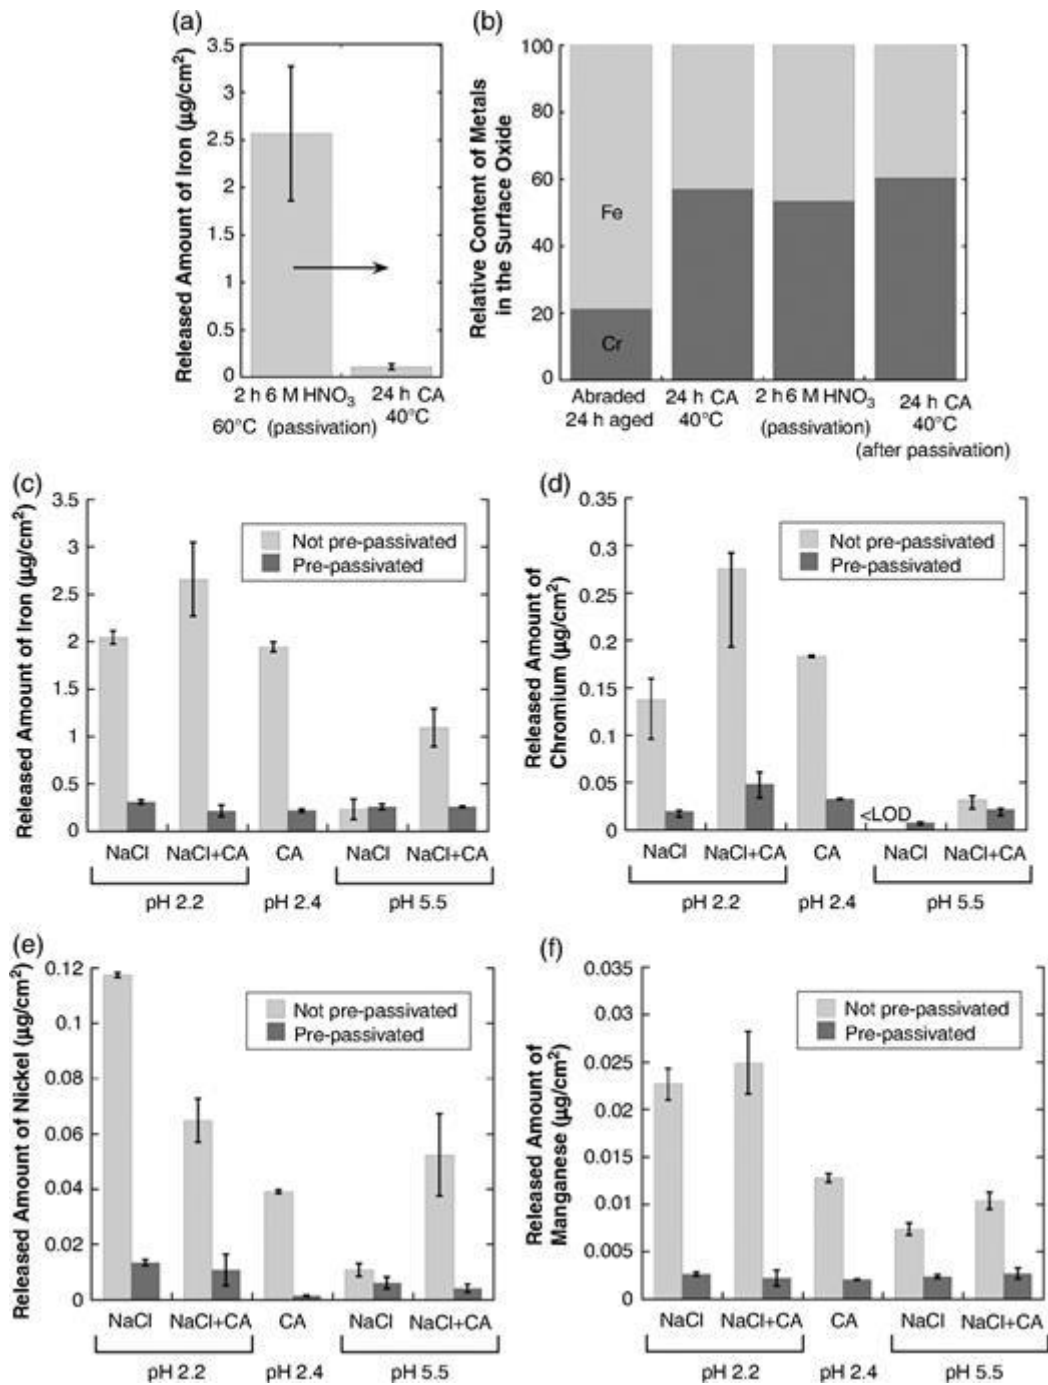 (a)
Released Amount of Iron (µg/cm²)
3.5
3
2.5
2
1.5
1
0.5
0
2 h 6 M HNO₃
60°C (passivation)
24 h CA
40°C
(b)
Relative Content of Metals
in the Surface Oxide
100
80
60
40
20
0
Fe
Cr
Abraded
24 h aged
24 h CA
40°C
2 h 6 M HNO₃
(passivation)
24 h CA
40°C
(after passivation)
(c)
Released Amount of Iron (µg/cm²)
3.5
3
2.5
2
1.5
1
0.5
0
Not pre-passivated
Pre-passivated
NaCl
NaCl+CA
CA
NaCl
NaCl+CA
pH 2.2
pH 2.4
pH 5.5
(d)
Released Amount of
Chromium (µg/cm²)
0.35
0.3
0.25
0.2
0.15
0.1
0.05
0
Not pre-passivated
Pre-passivated
<LOD
NaCl
NaCl+CA
CA
NaCl
NaCl+CA
pH 2.2
pH 2.4
pH 5.5
(e)
Released Amount of Nickel (µg/cm²)
0.12
0.1
0.08
0.06
0.04
0.02
0
Not pre-passivated
Pre-passivated
NaCl
NaCl+CA
CA
NaCl
NaCl+CA
pH 2.2
pH 2.4
pH 5.5
(f)
Released Amount of
Manganese (µg/cm²)
0.035
0.03
0.025
0.02
0.015
0.01
0.005
0
Not pre-passivated
Pre-passivated
NaCl
NaCl+CA
CA
NaCl
NaCl+CA
pH 2.2
pH 2.4
pH 5.5